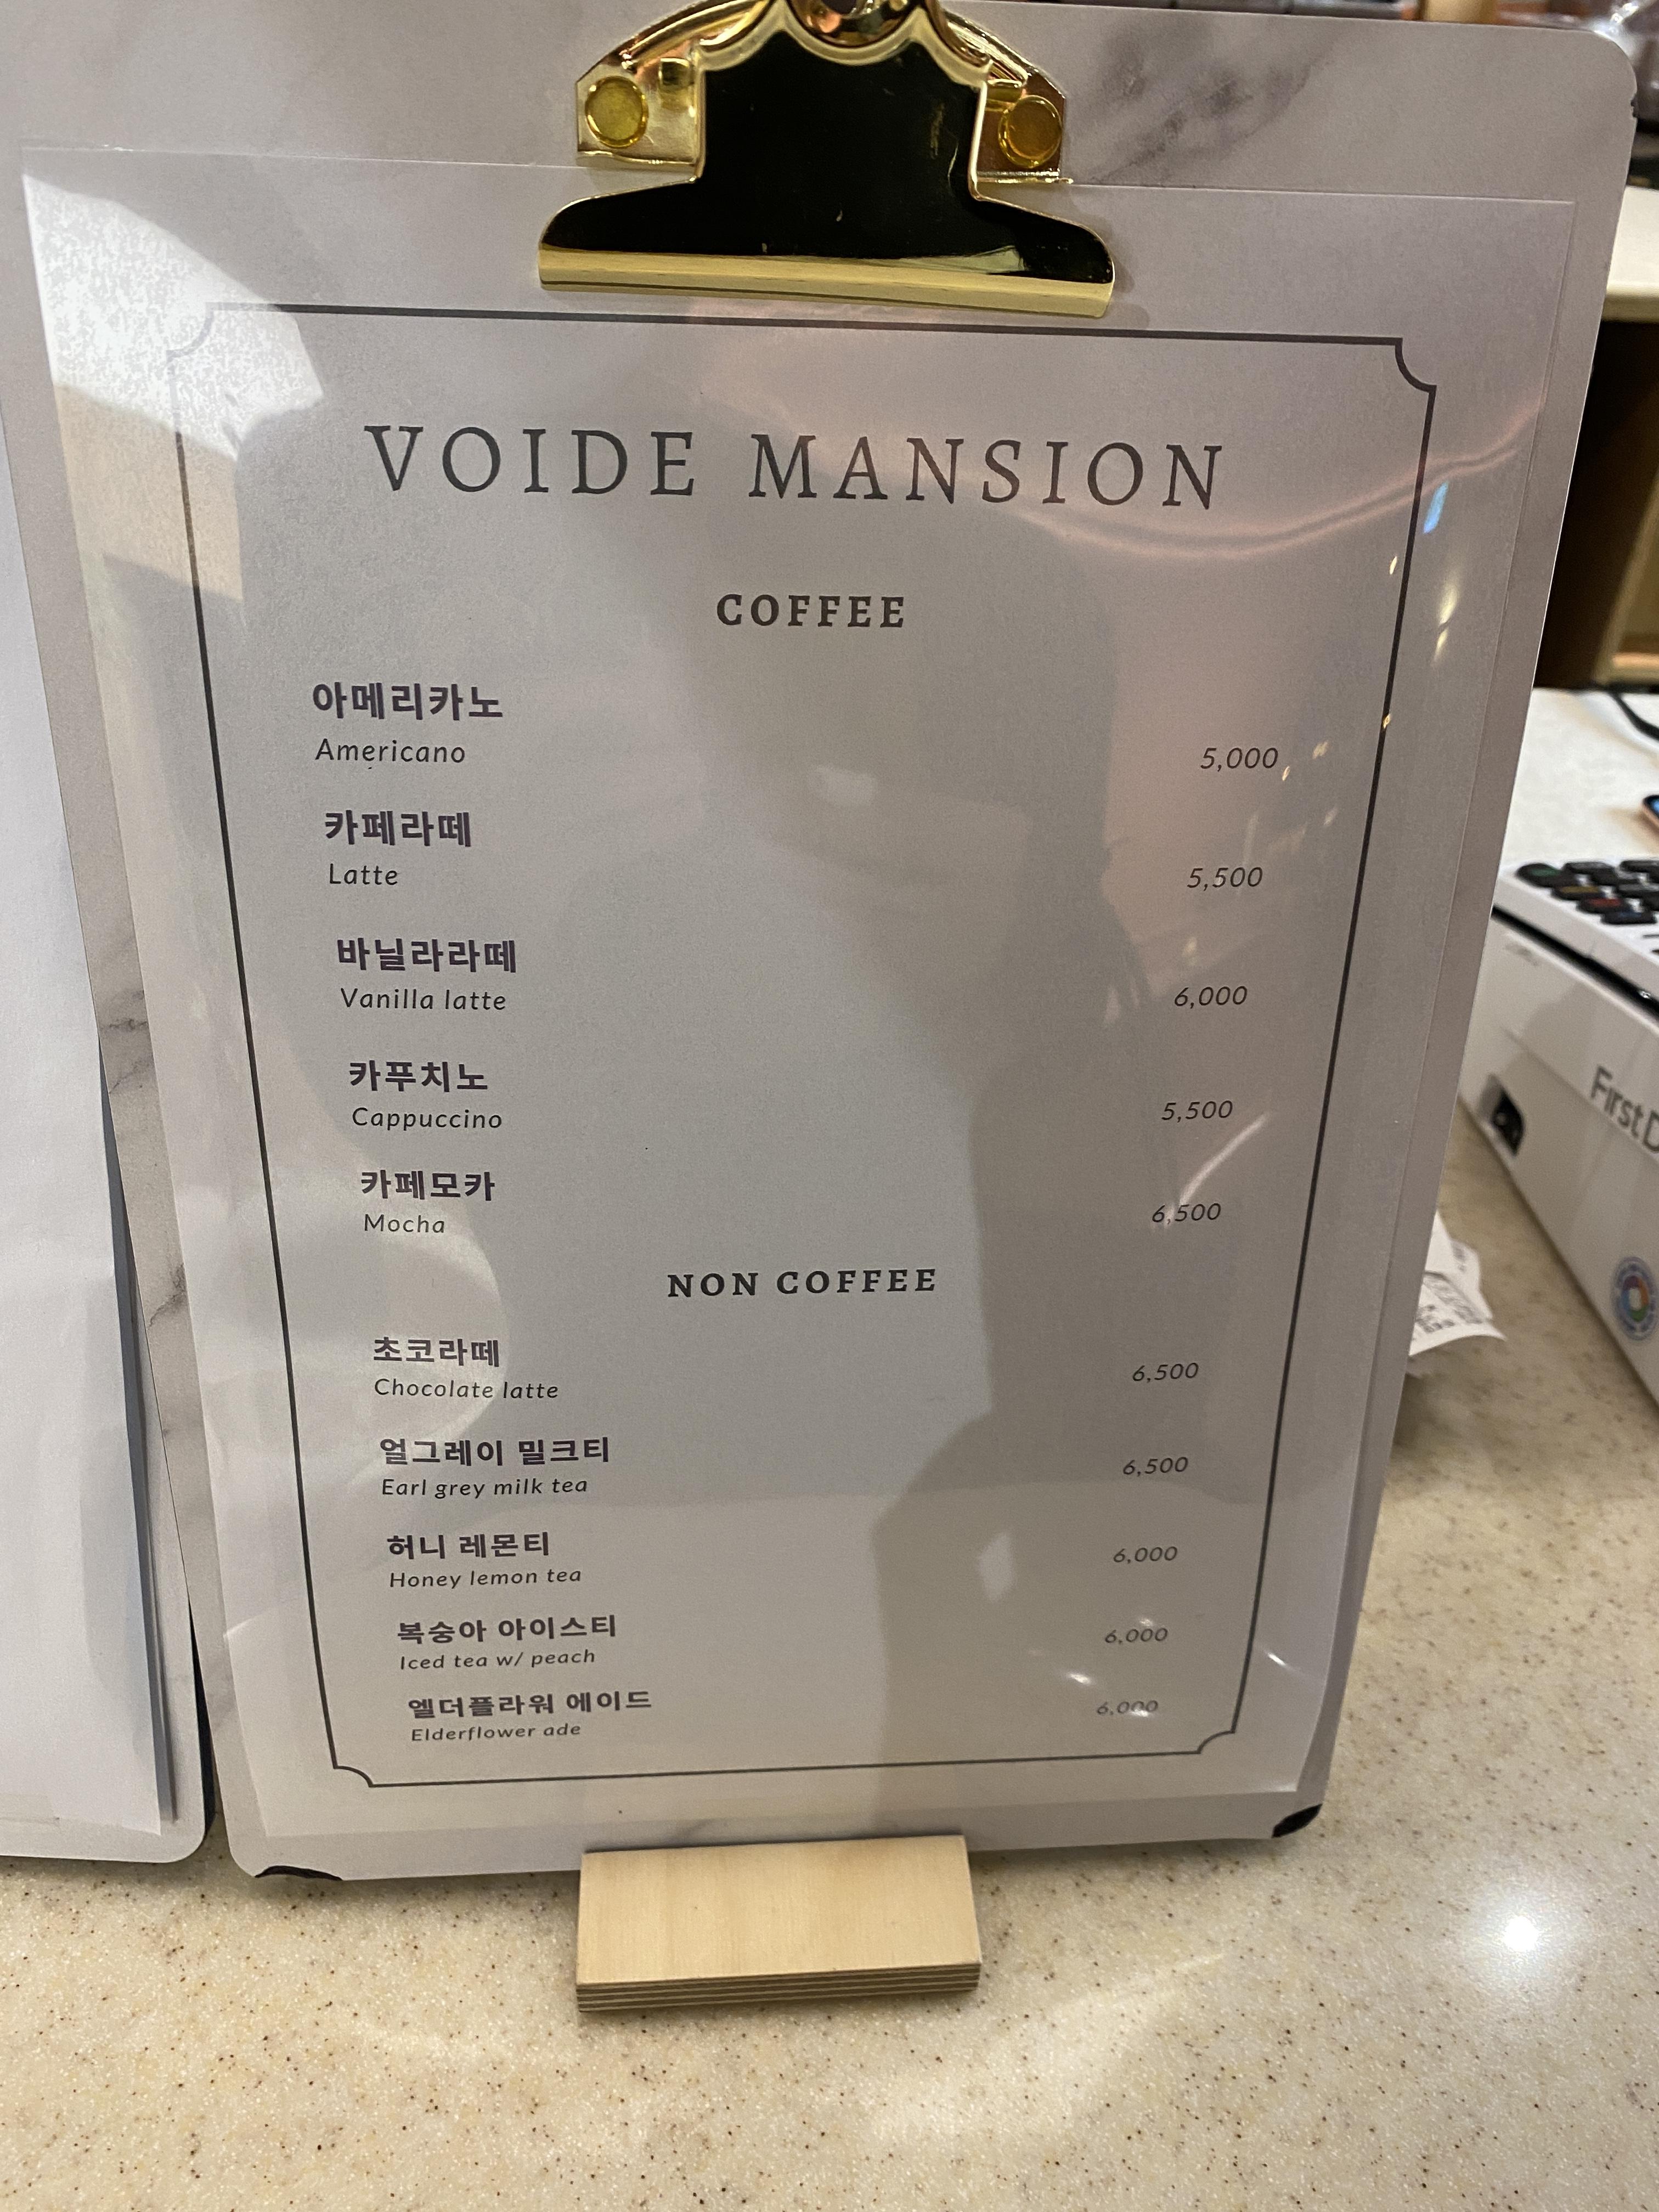 VOIDE MANSION
COFFEE
아메리카노
Americano 5,000
카페라떼
Latte 5,500
바닐라라떼
Vanilla latte 6,000
카푸치노
Cappuccino 5,500
카페모카
Mocha 6,500
NON COFFEE
초코라떼
Chocolate latte 6,500
얼그레이 밀크티
Earl grey milk tea 6,500
허니 레몬티
Honey lemon tea 6,000
복숭아 아이스티
Iced tea w/ peach 6,000
엘더플라워 에이드
Elderflower ade 6,000
First D